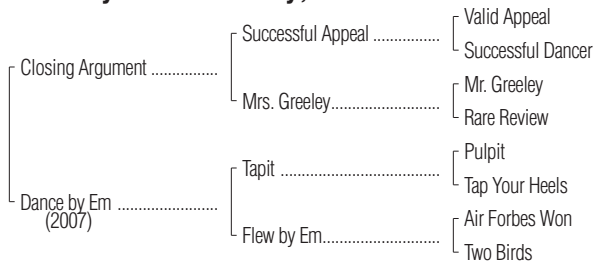 Valid Appeal
Successful Appeal ................
Successful Dancer
Closing Argument ................
Mr. Greeley
Mrs. Greeley..........................
Rare Review
Pulpit
Tapit ......................................
Tap Your Heels
Dance by Em ........................
(2007)
Air Forbes Won
Flew by Em............................
Two Birds